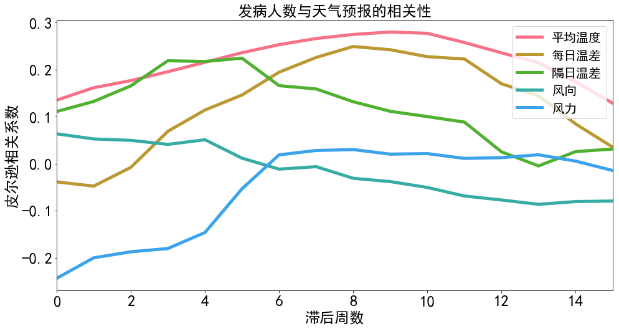 发病人数与天气预报的相关性
皮尔逊相关系数
0.3
0.2
0.1
0.0
−0.1
−0.2
平均温度
每日温差
隔日温差
风向
风力
0 2 4 6 8 10 12 14
滞后周数